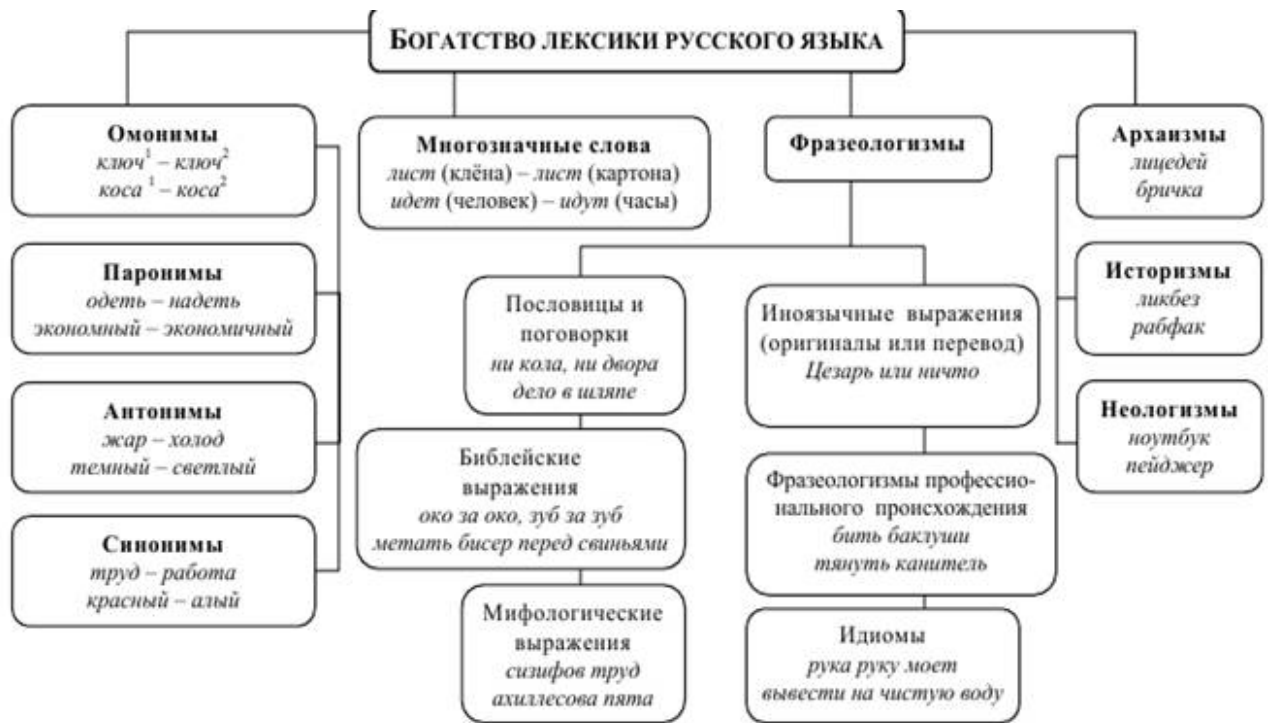 БОГАТСТВО ЛЕКСИКИ РУССКОГО ЯЗЫКА
Омонимы
ключ¹ – ключ²
коса ¹ – коса²
Паронимы
одеть – надеть
экономный – экономичный
Антонимы
жар – холод
темный – светлый
Синонимы
труд – работа
красный – алый
Многозначные слова
лист (клёна) – лист (картона)
идет (человек) – идут (часы)
Фразеологизмы
Пословицы и
поговорки
ни кола, ни двора
дело в шляпе
Библейские
выражения
око за око, зуб за зуб
метать бисер перед свиньями
Мифологические
выражения
сизифов труд
ахиллесова пята
Иноязычные выражения
(оригиналы или перевод)
Цезарь или ничто
Фразеологизмы профессио-
нального происхождения
бить баклуши
тянуть канитель
Идиомы
рука руку моет
вывести на чистую воду
Архаизмы
лицедей
бричка
Историзмы
ликбез
рабфак
Неологизмы
ноутбук
пейджер